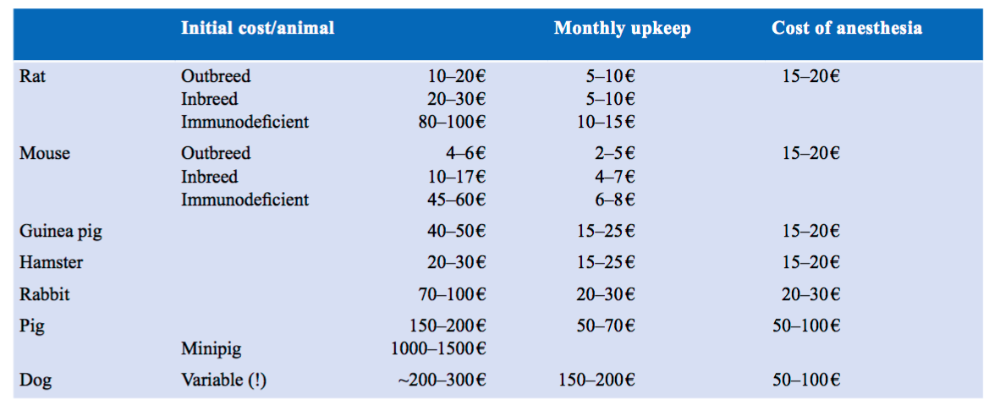 Initial cost/animal Monthly upkeep Cost of anesthesia
Rat Outbreed 10–20€ 5–10€ 15–20€
Inbreed 20–30€ 5–10€
Immunodeficient 80–100€ 10–15€
Mouse Outbreed 4–6€ 2–5€ 15–20€
Inbreed 10–17€ 4–7€
Immunodeficient 45–60€ 6–8€
Guinea pig 40–50€ 15–25€ 15–20€
Hamster 20–30€ 15–25€ 15–20€
Rabbit 70–100€ 20–30€ 20–30€
Pig 150–200€ 50–70€ 50–100€
Minipig 1000–1500€
Dog Variable (!) ~200–300€ 150–200€ 50–100€